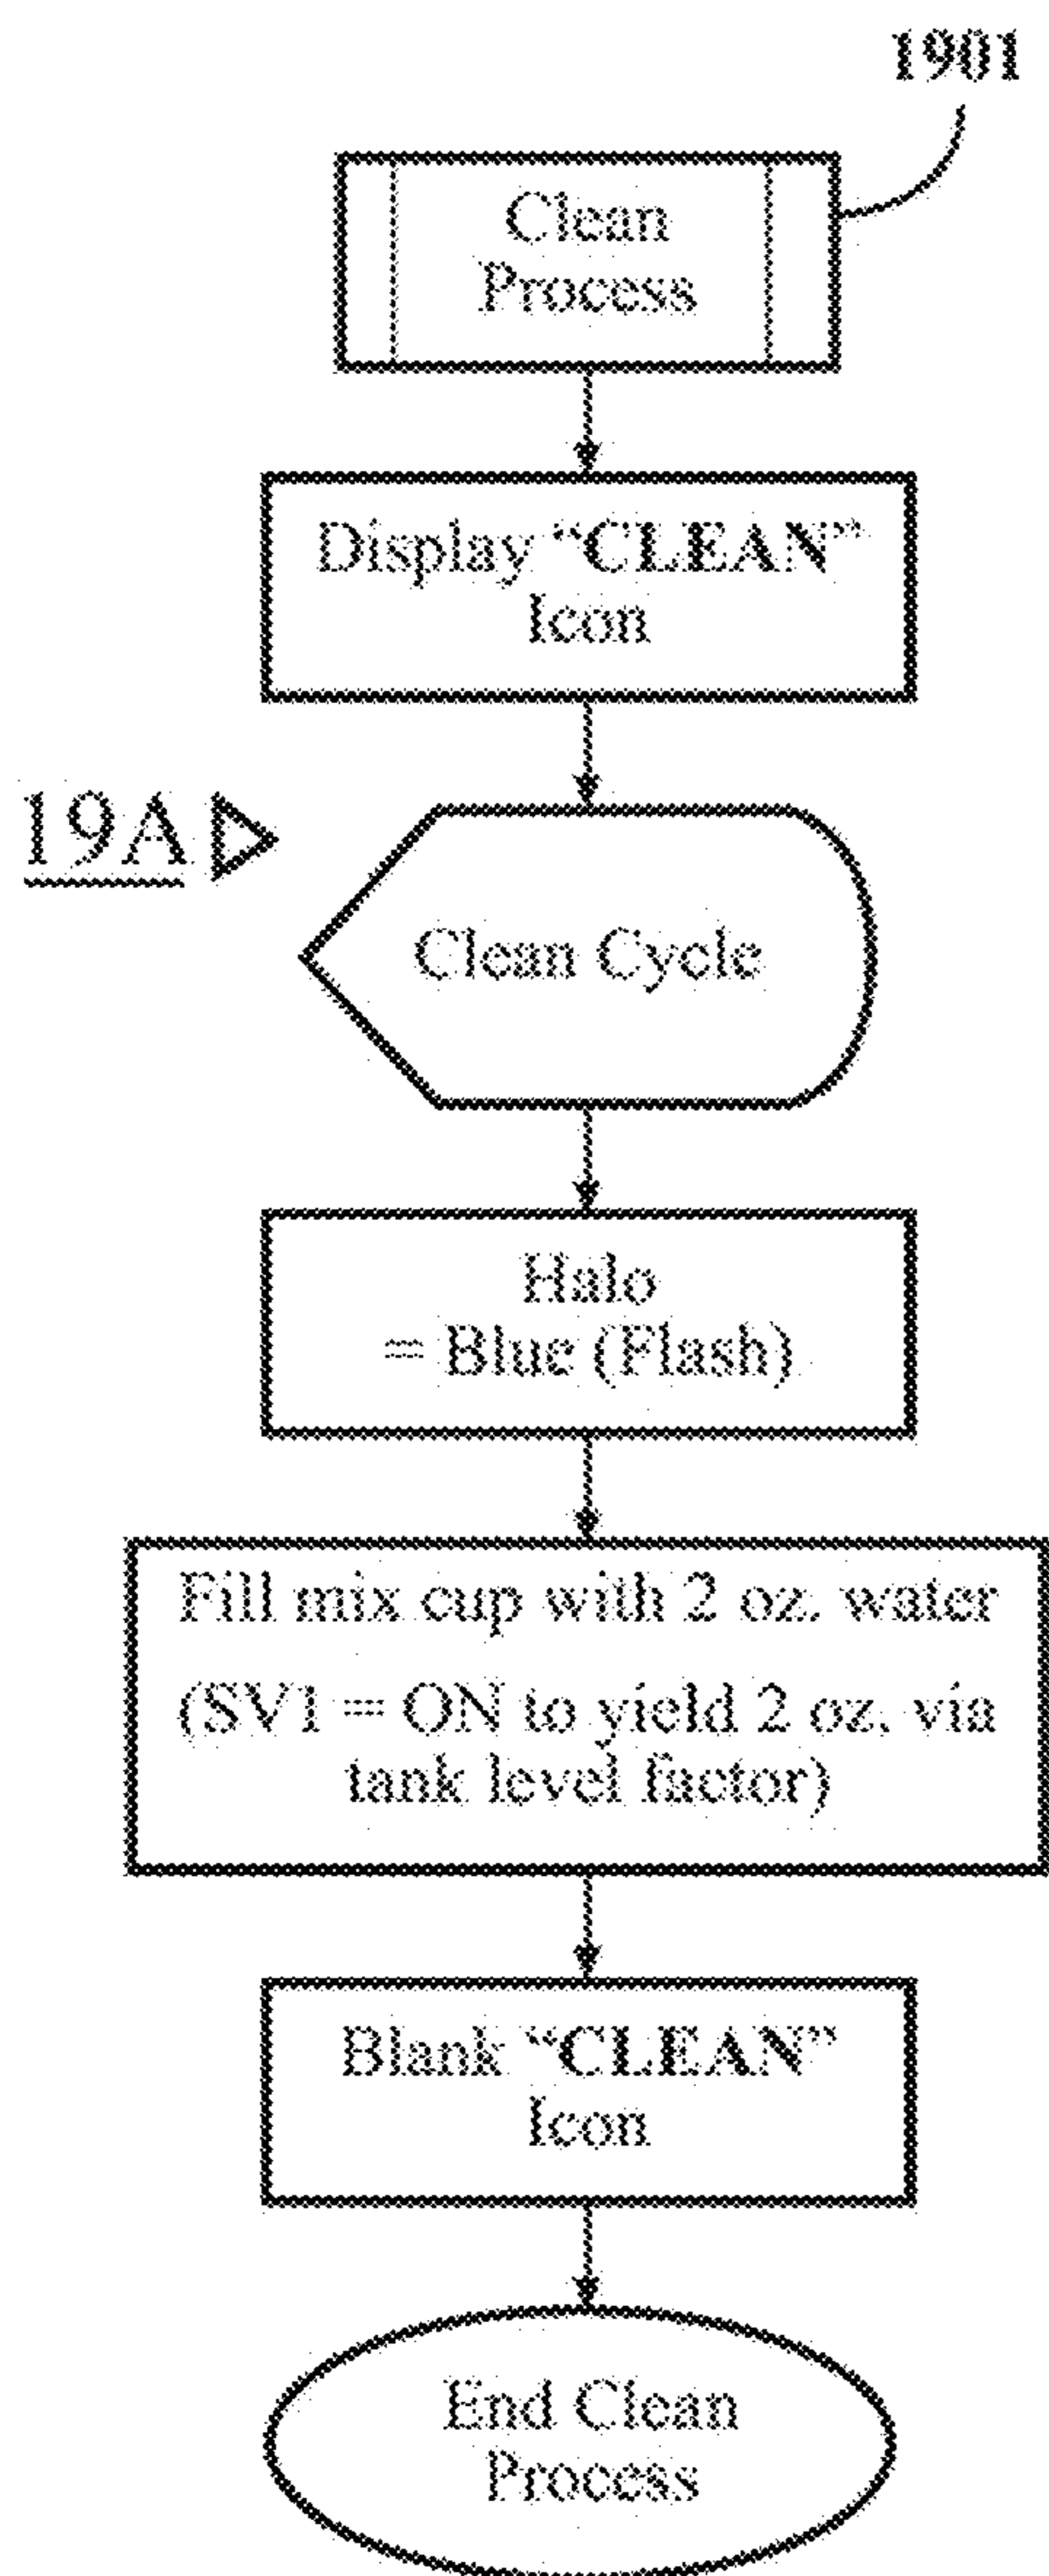 1901
Clean
Process
Display “CLEAN”
Icon
19A
Clean Cycle
Halo
= Blue (Flash)
Fill mix cup with 2 oz. water
(SV1 = ON to yield 2 oz. via
tank level factor)
Blank “CLEAN”
Icon
End Clean
Process